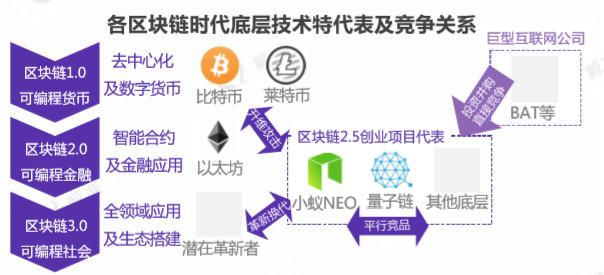 各区块链时代底层技术特代表及竞争关系
区块链1.0
可编程货币
去中心化
及数字货币
比特币
莱特币
巨型互联网公司
BAT等
投资并购
直接竞争
升维攻击
区块链2.0
可编程金融
智能合约
及金融应用
以太坊
区块链2.5创业项目代表
小蚁NEO
量子链
其他底层
平行竞品
革新换代
区块链3.0
可编程社会
全领域应用
及生态搭建
潜在革新者